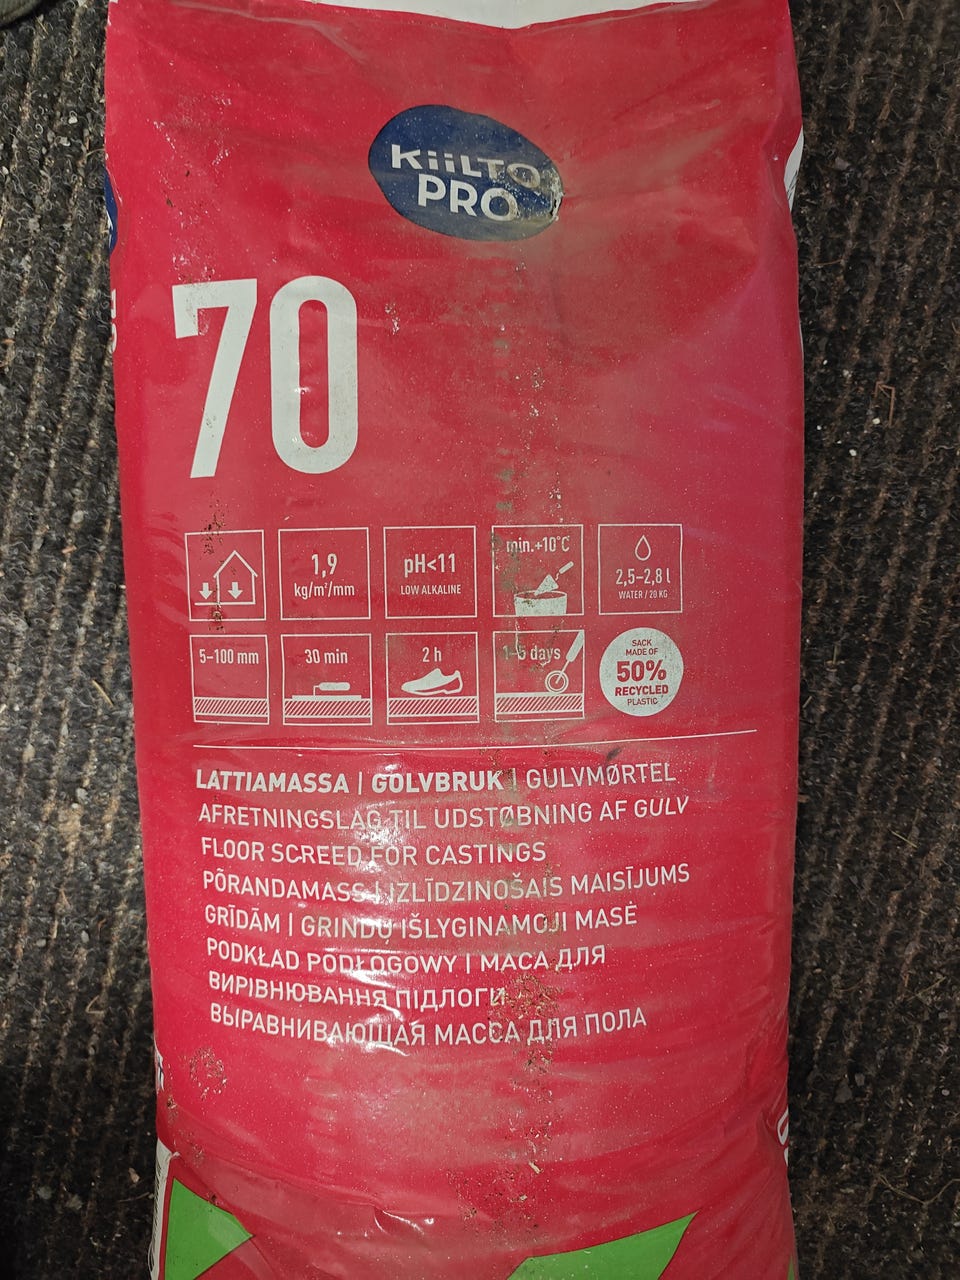 KiiLTO
PRO
70
1,9
kg/m²/mm
pH<11
LOW ALKALINE
min.+10°C
2,5–2,8 l
WATER / 20 KG
5–100 mm
30 min
2 h
1–5 days
SACK
MADE OF
50%
RECYCLED
PLASTIC
LATTIAMASSA | GOLVBRUK | GULVMØRTEL
AFRETNINGSLAG TIL UDSTØBNING AF GULV
FLOOR SCREED FOR CASTINGS
PÕRANDAMASS | IZLĪDZINOŠAIS MAISĪJUMS
GRĪDĀM | GRINDŲ IŠLYGINAMOJI MASĖ
PODKŁAD PODŁOGOWY | МАСА ДЛЯ
ВИРІВНЮВАННЯ ПІДЛОГИ
ВЫРАВНИВАЮЩАЯ МАССА ДЛЯ ПОЛА